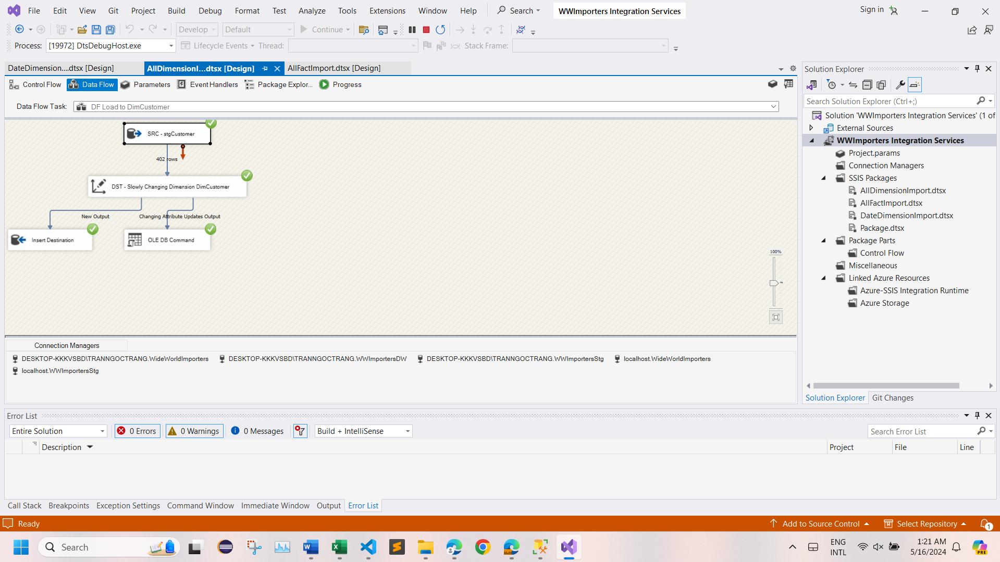 File Edit View Git Project Build Debug Format Test Analyze Tools Extensions Window Help Search WWImporters Integration Services Sign in
Develop Default Continue
Process: [19972] DtsDebugHost.exe Lifecycle Events Thread: Stack Frame:
DateDimension....dtsx [Design] AllDimensionI...dtsx [Design] AllFactImport.dtsx [Design]
Control Flow Data Flow Parameters Event Handlers Package Explor... Progress
Data Flow Task: DF Load to DimCustomer
SRC - stgCustomer
402 rows
DST - Slowly Changing Dimension DimCustomer
New Output Changing Attribute Updates Output
Insert Destination OLE DB Command
100%
Connection Managers
DESKTOP-KKKVSBD\TRANNGOCTRANG.WideWorldImporters DESKTOP-KKKVSBD\TRANNGOCTRANG.WWImportersDW DESKTOP-KKKVSBD\TRANNGOCTRANG.WWImportersStg localhost.WideWorldImporters
localhost.WWImportersStg
Solution Explorer
Search Solution Explorer (Ctrl+;)
Solution 'WWImporters Integration Services' (1 of
External Sources
WWImporters Integration Services
Project.params
Connection Managers
SSIS Packages
AllDimensionImport.dtsx
AllFactImport.dtsx
DateDimensionImport.dtsx
Package.dtsx
Package Parts
Control Flow
Miscellaneous
Linked Azure Resources
Azure-SSIS Integration Runtime
Azure Storage
Solution Explorer Git Changes
Error List
Entire Solution 0 Errors 0 Warnings 0 Messages Build + IntelliSense Search Error List
Description Project File Line
Call Stack Breakpoints Exception Settings Command Window Immediate Window Output Error List
Ready Add to Source Control Select Repository 1
Search ENG 1:21 AM
INTL 5/16/2024 PRE